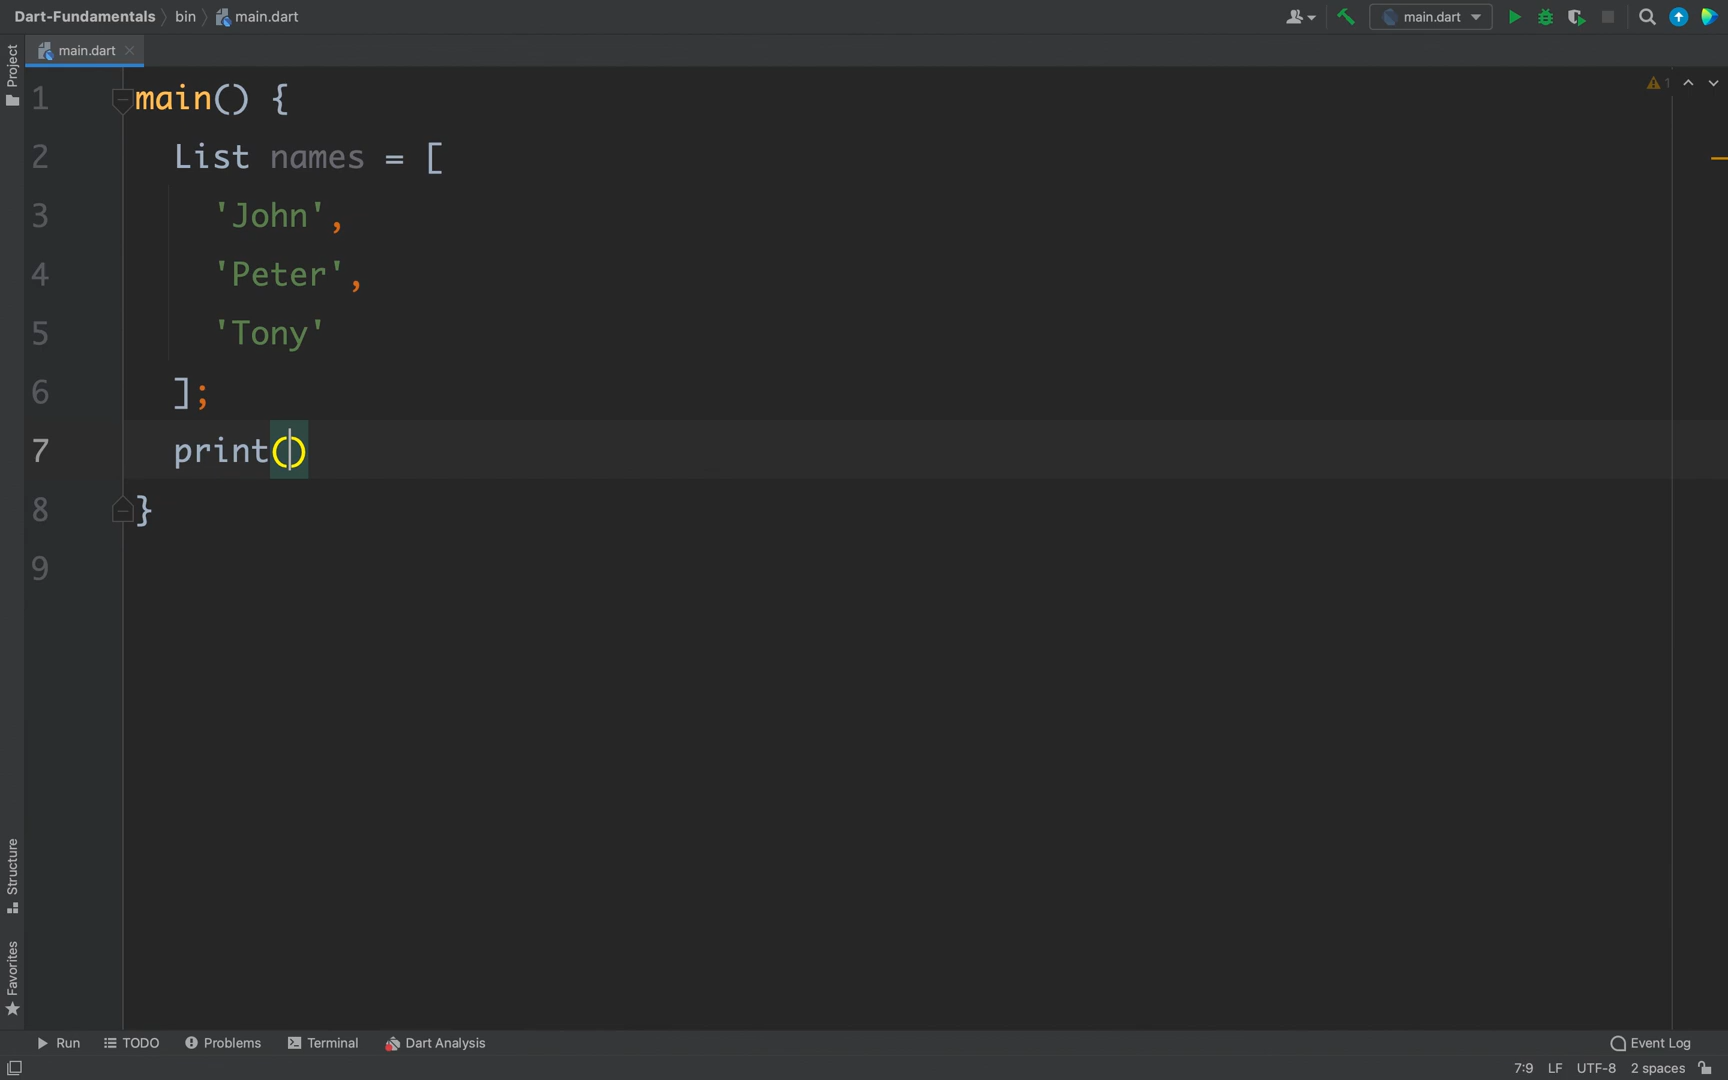 Dart-Fundamentals bin main.dart
main.dart
main.dart
Project
1 main() {
2 List names = [
3 'John',
4 'Peter',
5 'Tony'
6 ];
7 print()
8 }
9
1
Structure
Favorites
Run TODO Problems Terminal Dart Analysis Event Log
7:9 LF UTF-8 2 spaces